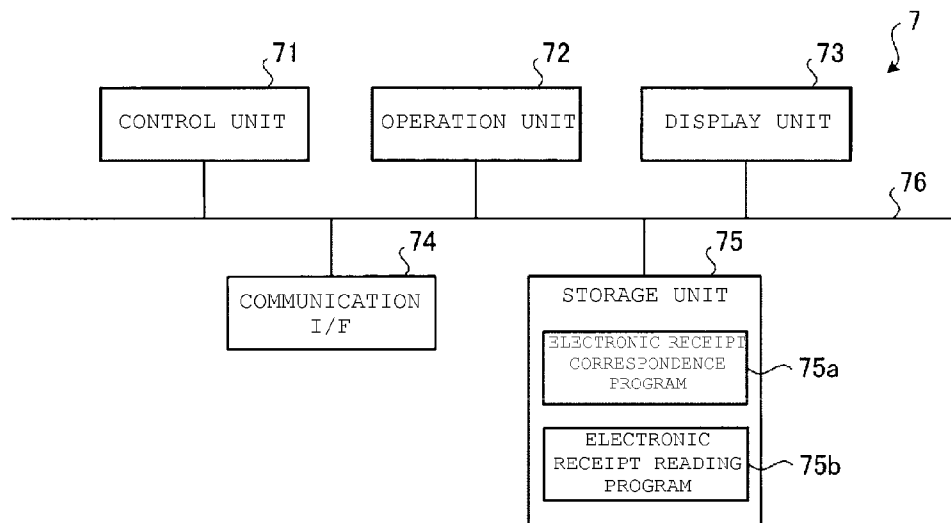 7
71
72
73
CONTROL UNIT
OPERATION UNIT
DISPLAY UNIT
76
74
75
COMMUNICATION
I/F
STORAGE UNIT
ELECTRONIC RECEIPT
CORRESPONDENCE
PROGRAM
75a
ELECTRONIC
RECEIPT READING
PROGRAM
75b